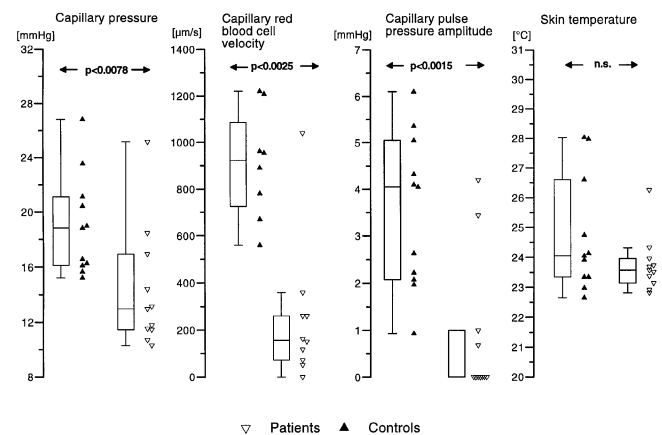 Capillary pressure
[mmHg]
32
28
24
20
16
12
8
p<0.0078
Capillary red
blood cell
velocity
[μm/s]
1400
1200
1000
800
600
400
200
0
p<0.0025
Capillary pulse
pressure amplitude
[mmHg]
7
6
5
4
3
2
1
0
p<0.0015
Skin temperature
[°C]
31
30
29
28
27
26
25
24
23
22
21
20
n.s.
Patients
Controls